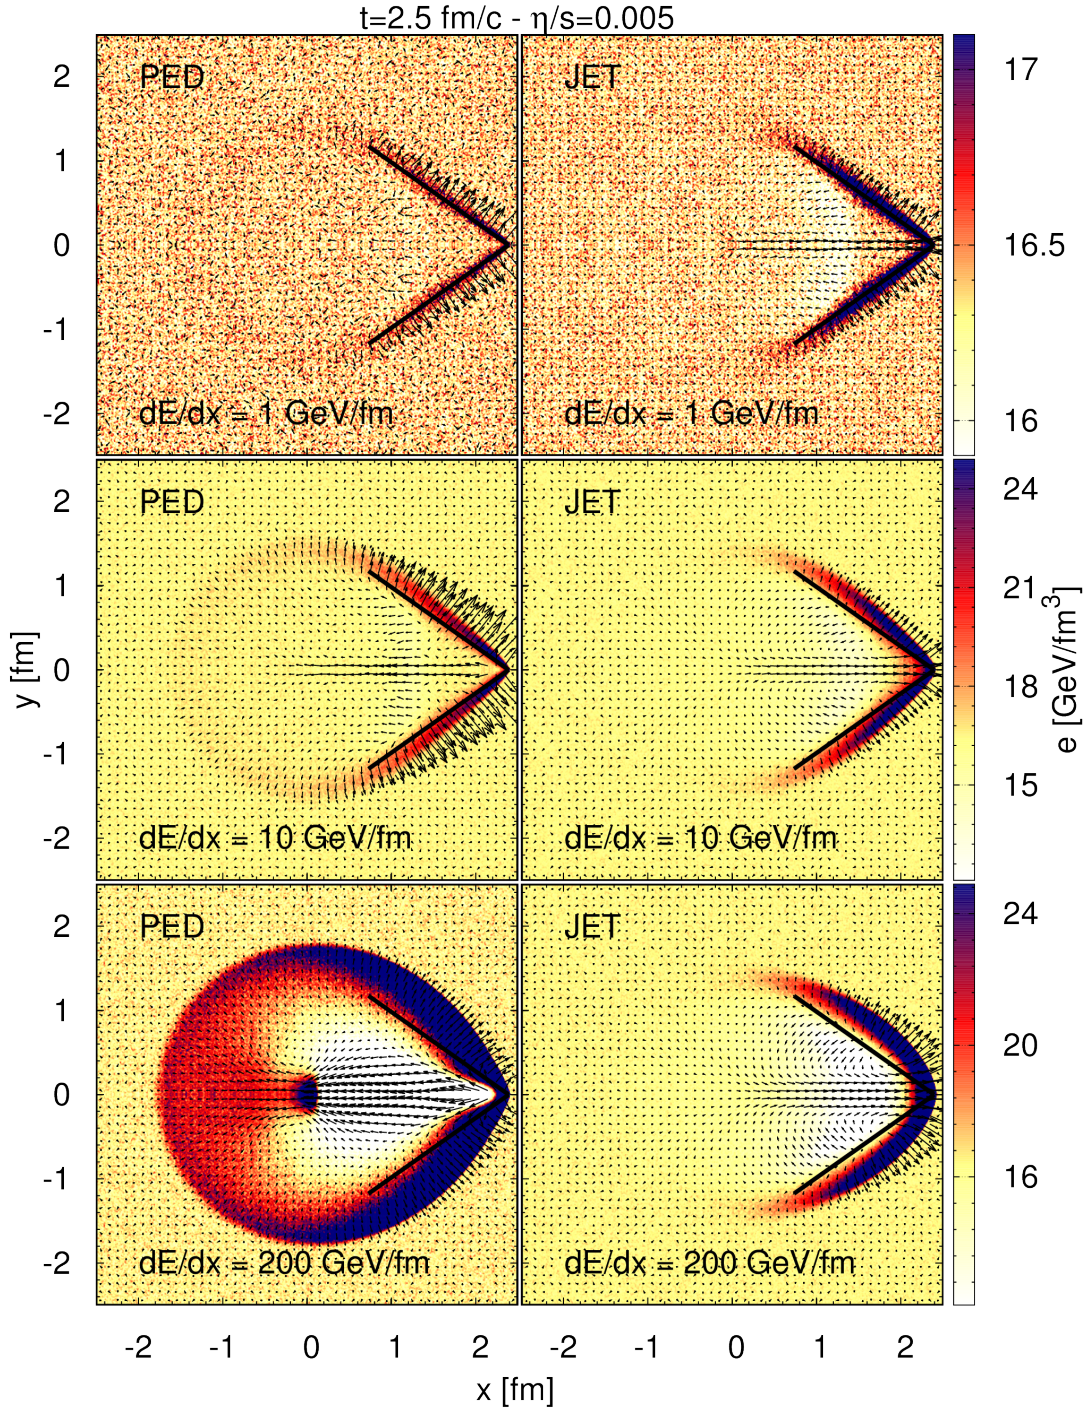 t=2.5 fm/c - η/s=0.005
PED
JET
dE/dx = 1 GeV/fm
dE/dx = 1 GeV/fm
2
1
0
-1
-2
17
16.5
16
PED
JET
dE/dx = 10 GeV/fm
dE/dx = 10 GeV/fm
2
1
0
-1
-2
24
21
18
15
y [fm]
e [GeV/fm³]
PED
JET
dE/dx = 200 GeV/fm
dE/dx = 200 GeV/fm
2
1
0
-1
-2
24
20
16
-2 -1 0 1 2 -2 -1 0 1 2
x [fm]